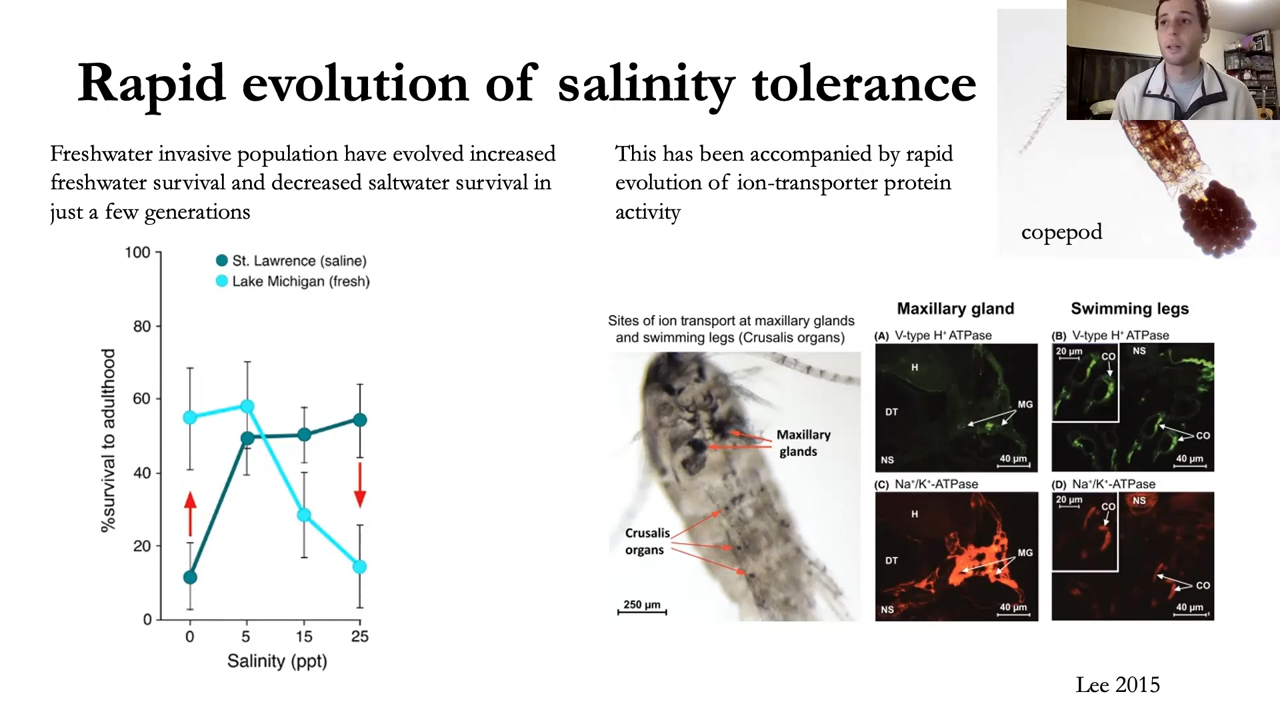 Rapid evolution of salinity tolerance
Freshwater invasive population have evolved increased
freshwater survival and decreased saltwater survival in
just a few generations
This has been accompanied by rapid
evolution of ion-transporter protein
activity
copepod
100
80
60
40
20
0
%survival to adulthood
St. Lawrence (saline)
Lake Michigan (fresh)
0 5 15 25
Salinity (ppt)
Sites of ion transport at maxillary glands
and swimming legs (Crusalis organs)
Maxillary
glands
Crusalis
organs
250 µm
Maxillary gland
Swimming legs
(A) V-type H⁺ ATPase
H
DT
MG
NS
40 µm
(B) V-type H⁺ ATPase
20 µm
CO
NS
CO
40 µm
(C) Na⁺/K⁺-ATPase
H
DT
MG
NS
40 µm
(D) Na⁺/K⁺-ATPase
20 µm
CO
NS
CO
40 µm
Lee 2015